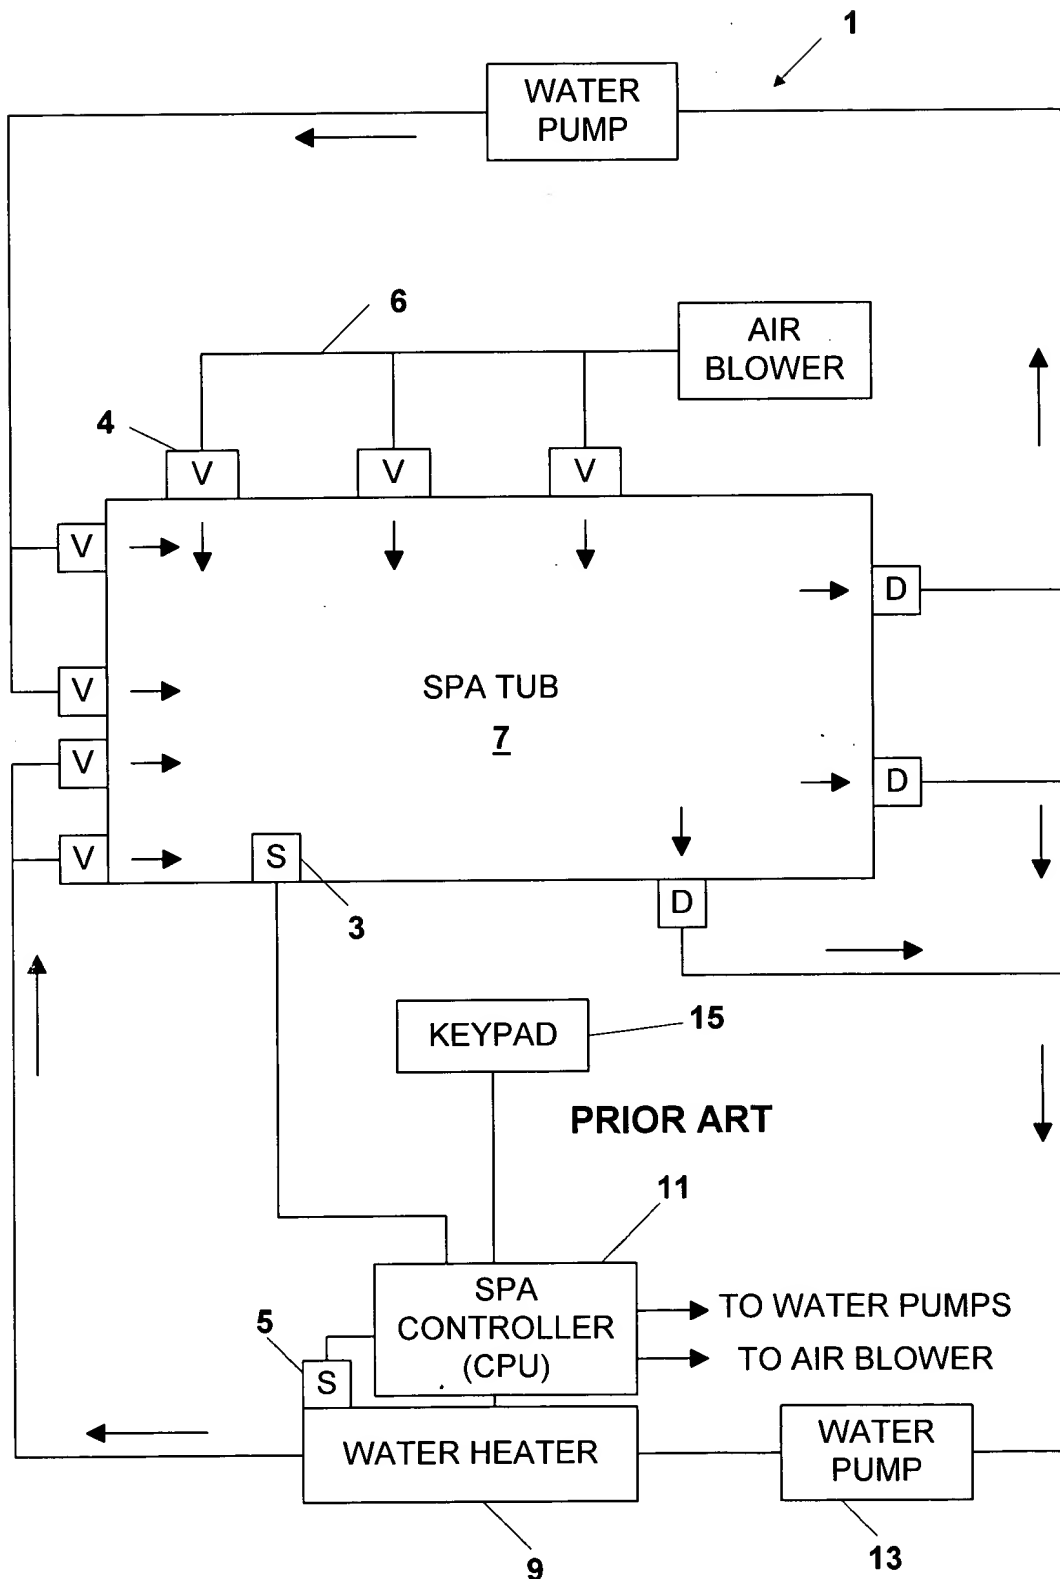 1
WATER
PUMP
6
AIR
BLOWER
4
V
V
V
V
D
V
SPA TUB
7
V
D
V
S
3
D
KEYPAD
15
PRIOR ART
11
SPA
CONTROLLER
(CPU)
TO WATER PUMPS
TO AIR BLOWER
5
S
WATER HEATER
WATER
PUMP
9
13